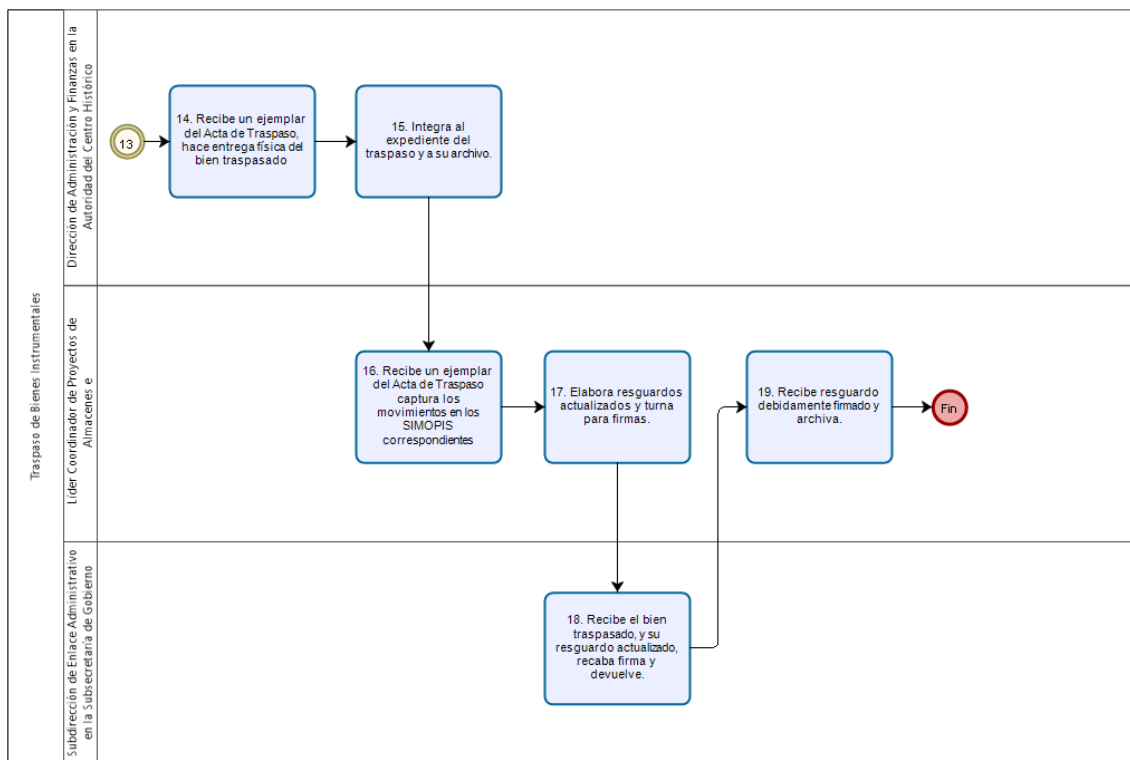 Traspaso de Bienes Instrumentales
Dirección de Administración y Finanzas en la
Autoridad del Centro Histórico
13
14. Recibe un ejemplar
del Acta de Traspaso,
hace entrega física del
bien traspasado
15. Integra al
expediente del
traspaso y a su archivo.
Líder Coordinador de Proyectos de
Almacenes e
16. Recibe un ejemplar
del Acta de Traspaso
captura los
movimientos en los
SIMOPIS
correspondientes
17. Elabora resguardos
actualizados y turna
para firmas.
19. Recibe resguardo
debidamente firmado y
archiva.
Fin
Subdirección de Enlace Administrativo
en la Subsecretaría de Gobierno
18. Recibe el bien
traspasado, y su
resguardo actualizado,
recaba firma y
devuelve.